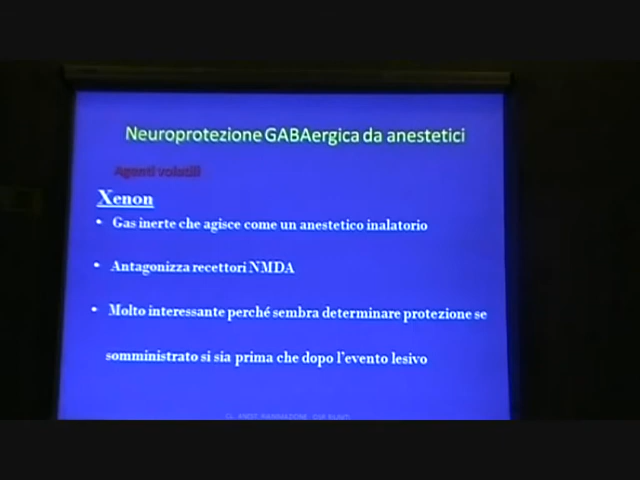 Neuroprotezione GABAergica da anestetici
Agenti volatili
Xenon
• Gas inerte che agisce come un anestetico inalatorio
• Antagonizza recettori NMDA
• Molto interessante perché sembra determinare protezione se
somministrato si sia prima che dopo l'evento lesivo